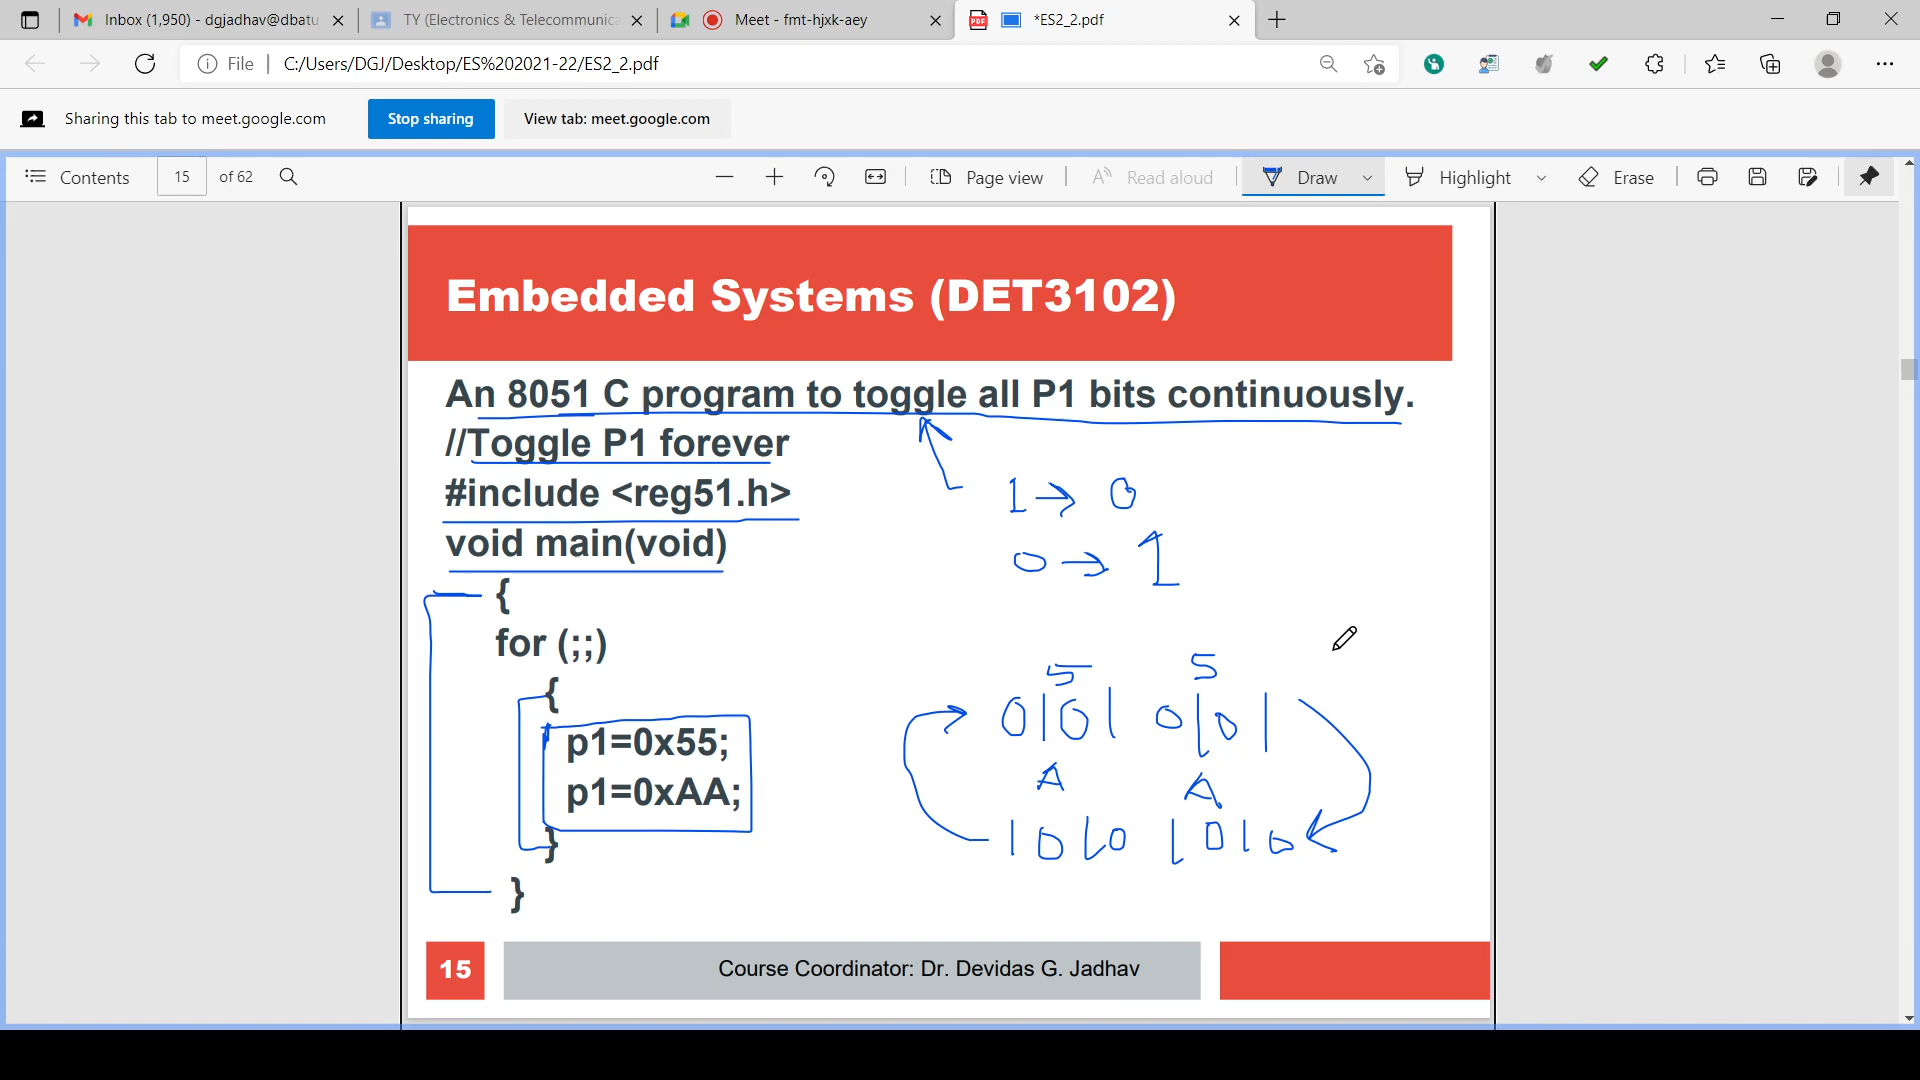 Inbox (1,950) - dgjadhav@dbatu
TY (Electronics & Telecommunica
Meet - fmt-hjxk-aey
*ES2_2.pdf
File
C:/Users/DGJ/Desktop/ES%202021-22/ES2_2.pdf
Sharing this tab to meet.google.com
Stop sharing
View tab: meet.google.com
Contents
15
of 62
Page view
Read aloud
Draw
Highlight
Erase
Embedded Systems (DET3102)
An 8051 C program to toggle all P1 bits continuously.
//Toggle P1 forever
#include <reg51.h>
1 → 0
void main(void)
0 → 1
{
for (;;)
5 5
{
0101 0101
p1=0x55;
A A
p1=0xAA;
1010 1010
}
}
15
Course Coordinator: Dr. Devidas G. Jadhav